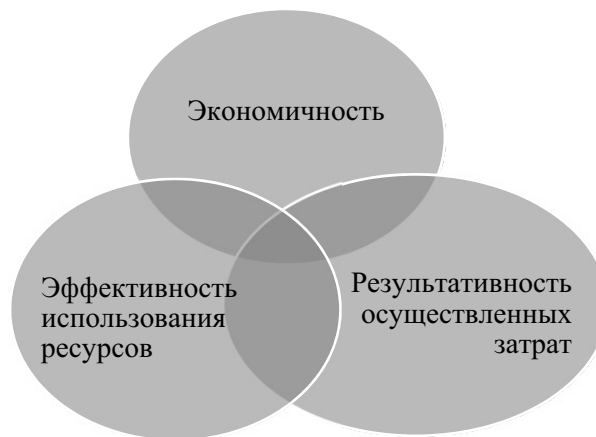 Экономичность
Эффективность
использования
ресурсов
Результативность
осуществленных
затрат